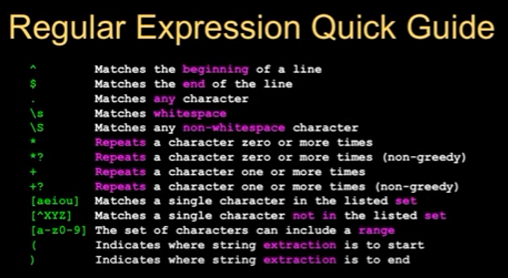 Regular Expression Quick Guide
^ Matches the beginning of a line
$ Matches the end of the line
. Matches any character
\s Matches whitespace
\S Matches any non-whitespace character
* Repeats a character zero or more times
*? Repeats a character zero or more times (non-greedy)
+ Repeats a character one or more times
+? Repeats a character one or more times (non-greedy)
[aeiou] Matches a single character in the listed set
[^XYZ] Matches a single character not in the listed set
[a-z0-9] The set of characters can include a range
( Indicates where string extraction is to start
) Indicates where string extraction is to end